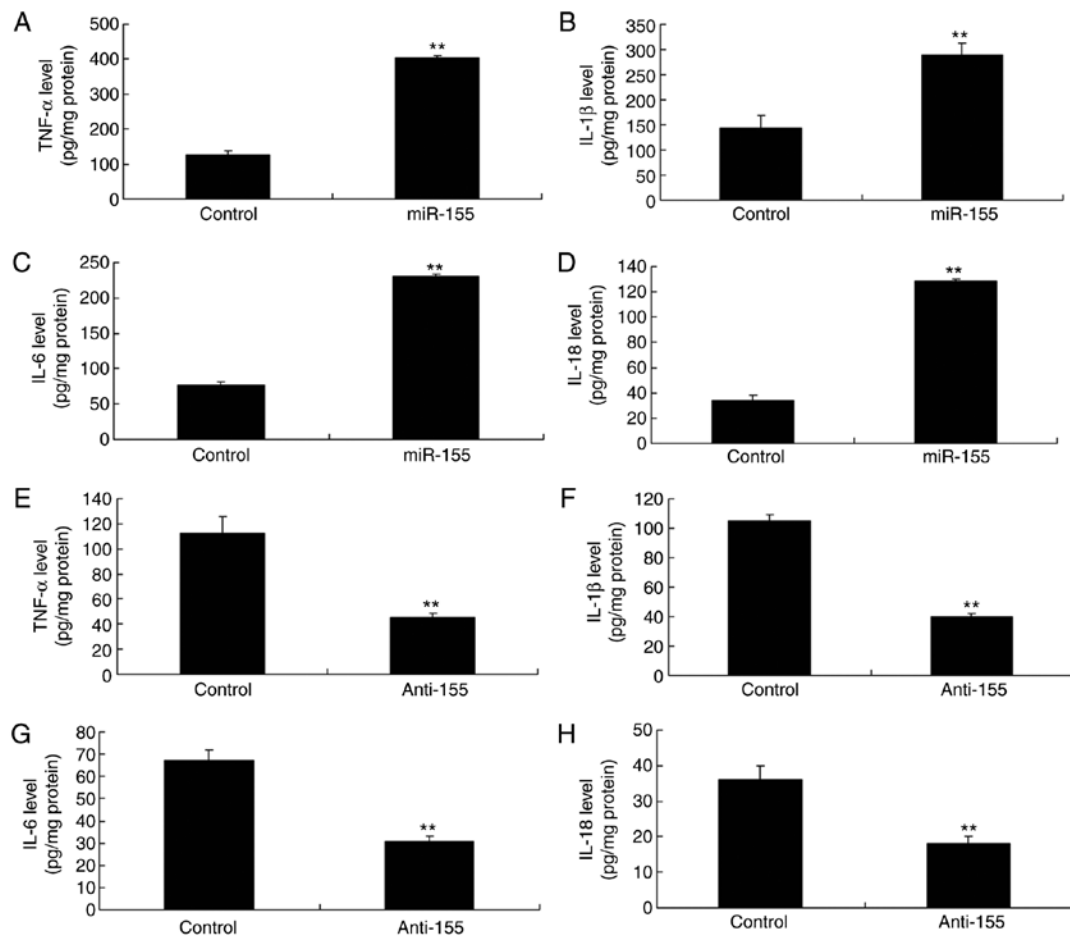 A
TNF-α level
(pg/mg protein)
500
400
300
200
100
0
**
Control
miR-155
B
IL-1β level
(pg/mg protein)
350
300
250
200
150
100
50
0
**
Control
miR-155
C
IL-6 level
(pg/mg protein)
250
200
150
100
50
0
**
Control
miR-155
D
IL-18 level
(pg/mg protein)
140
120
100
80
60
40
20
0
**
Control
miR-155
E
TNF-α level
(pg/mg protein)
140
120
100
80
60
40
20
0
**
Control
Anti-155
F
IL-1β level
(pg/mg protein)
120
100
80
60
40
20
0
**
Control
Anti-155
G
IL-6 level
(pg/mg protein)
80
70
60
50
40
30
20
10
0
**
Control
Anti-155
H
IL-18 level
(pg/mg protein)
50
40
30
20
10
0
**
Control
Anti-155